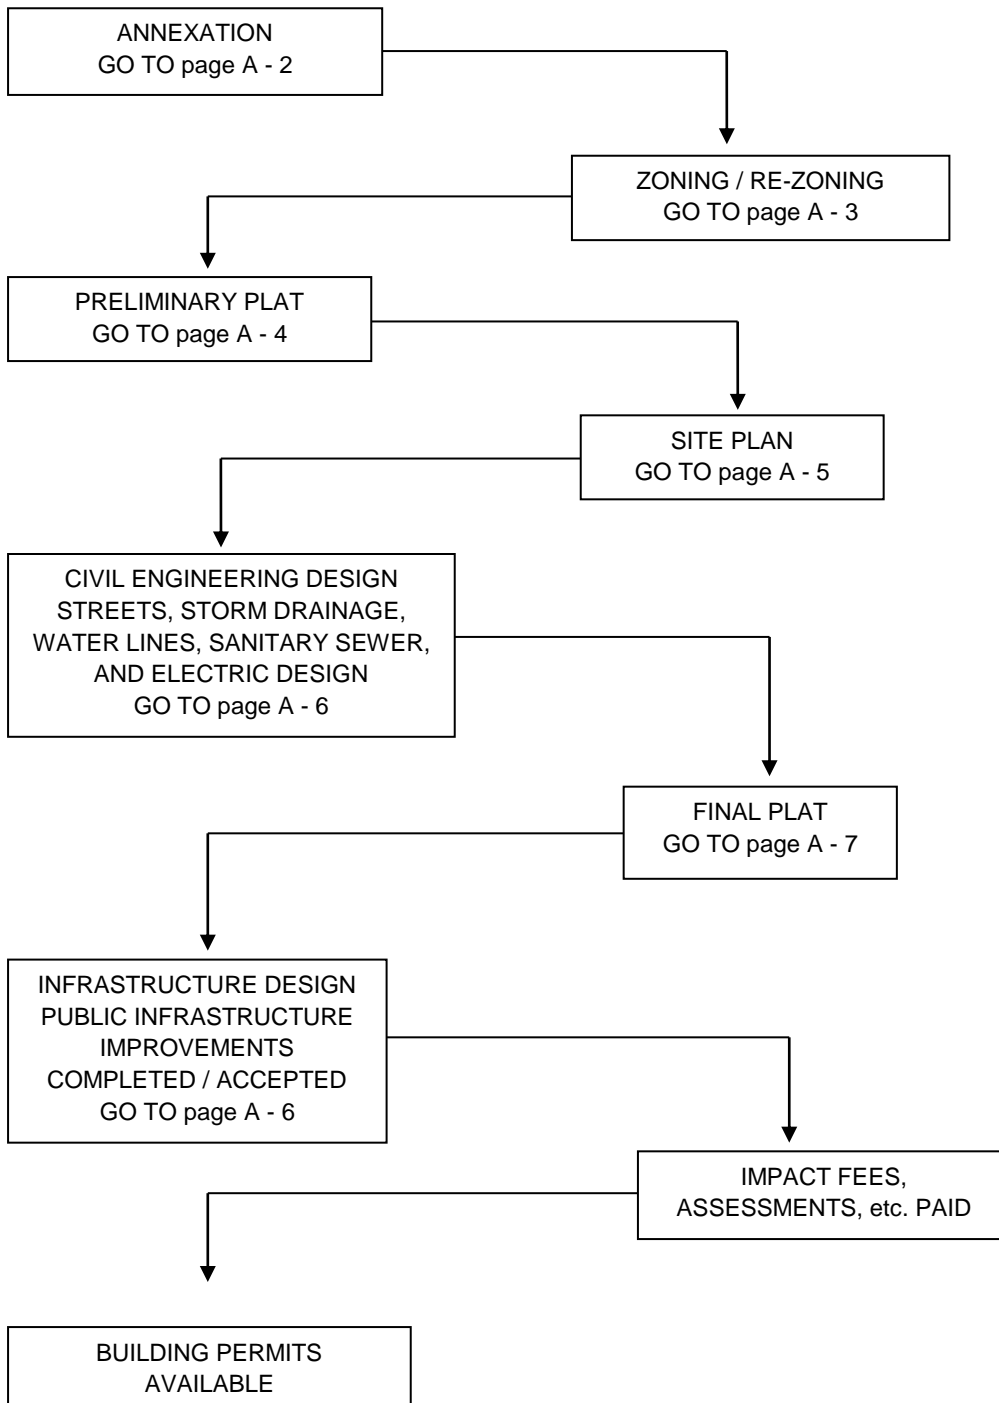 ANNEXATION
GO TO page A - 2
ZONING / RE-ZONING
GO TO page A - 3
PRELIMINARY PLAT
GO TO page A - 4
SITE PLAN
GO TO page A - 5
CIVIL ENGINEERING DESIGN
STREETS, STORM DRAINAGE,
WATER LINES, SANITARY SEWER,
AND ELECTRIC DESIGN
GO TO page A - 6
FINAL PLAT
GO TO page A - 7
INFRASTRUCTURE DESIGN
PUBLIC INFRASTRUCTURE
IMPROVEMENTS
COMPLETED / ACCEPTED
GO TO page A - 6
IMPACT FEES,
ASSESSMENTS, etc. PAID
BUILDING PERMITS
AVAILABLE